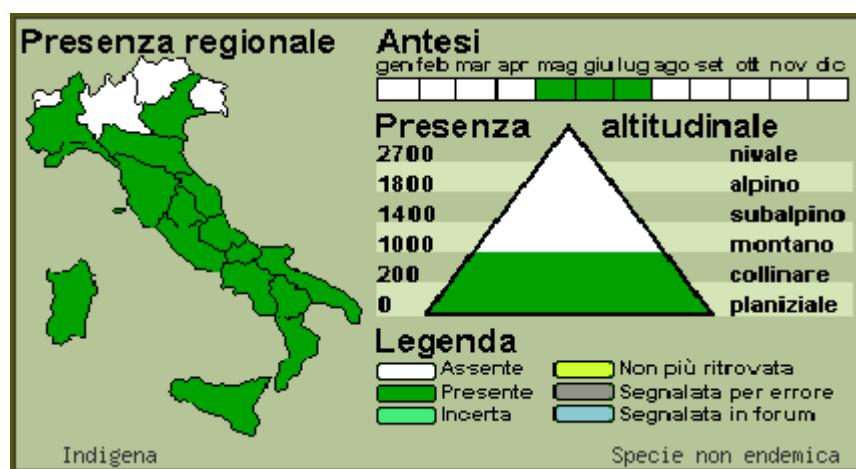 Presenza regionale
Antesi
gen feb mar apr mag giu lug ago set ott nov dic
Presenza altitudinale
2700 nivale
1800 alpino
1400 subalpino
1000 montano
200 collinare
0 planiziale
Legenda
Assente Non più ritrovata
Presente Segnalata per errore
Incerta Segnalata in forum
Indigena Specie non endemica